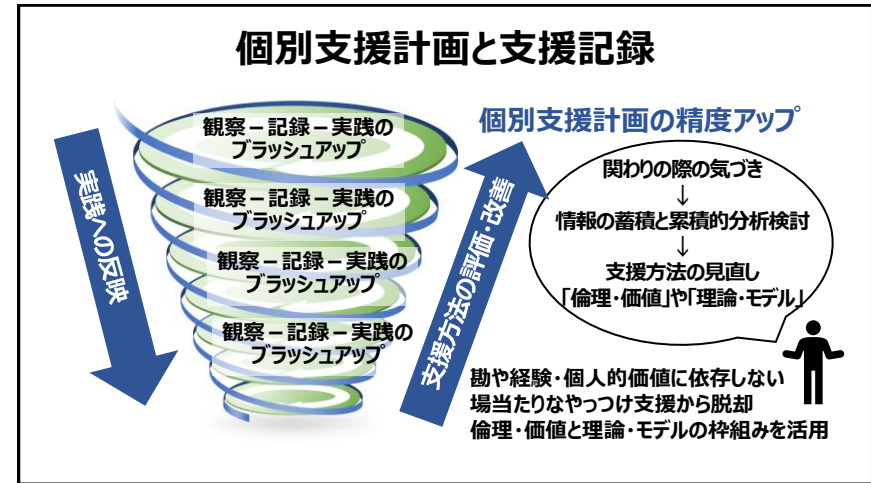 個別支援計画と支援記録
観察－記録－実践の
ブラッシュアップ
観察－記録－実践の
ブラッシュアップ
観察－記録－実践の
ブラッシュアップ
観察－記録－実践の
ブラッシュアップ
実践への反映
支援方法の評価・改善
個別支援計画の精度アップ
関わりの際の気づき
↓
情報の蓄積と累積的分析検討
↓
支援方法の見直し
「倫理・価値」や「理論・モデル」
勘や経験・個人的価値に依存しない
場当たりなやっつけ支援から脱却
倫理・価値と理論・モデルの枠組みを活用